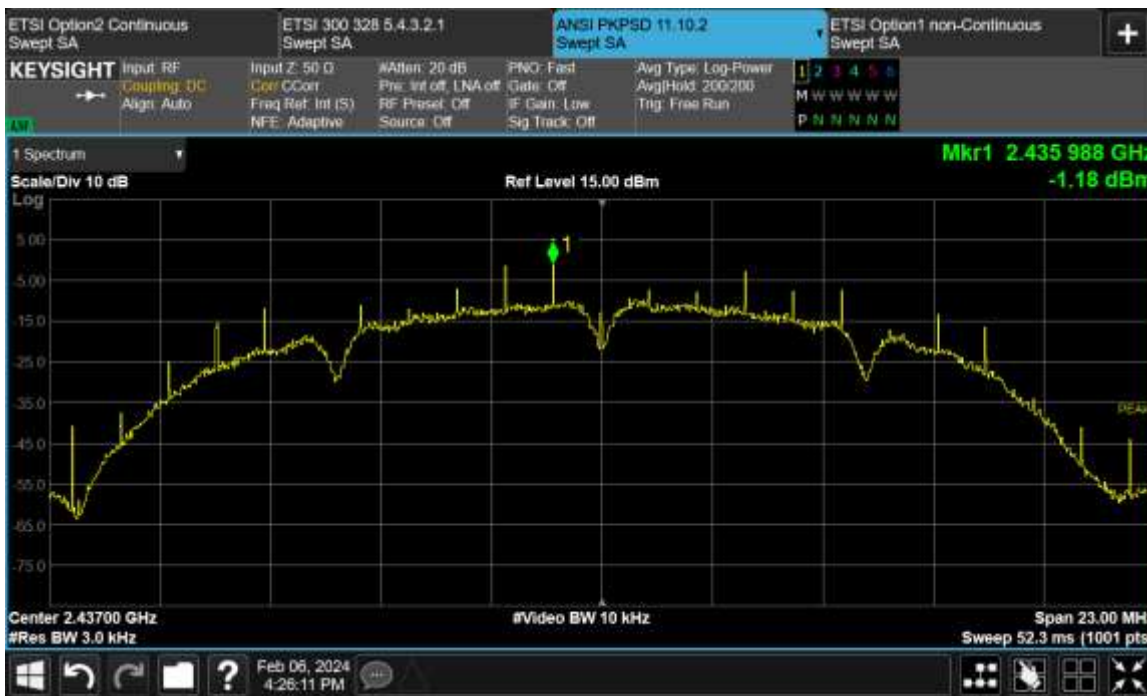 ETSI Option2 Continuous
Swept SA
ETSI 300 328 5.4.3.2.1
Swept SA
ANSI PKPSD 11.10.2
Swept SA
ETSI Option1 non-Continuous
Swept SA
KEYSIGHT
Input: RF
Coupling: DC
Align: Auto
Input Z: 50 Ω
Corr CCorr
Freq Ref: Int (S)
NFE: Adaptive
#Atten: 20 dB
Pre: Int off, LNA off
RF Preset: Off
Source: Off
PNO: Fast
Gate: Off
IF Gain: Low
Sig Track: Off
Avg Type: Log-Power
Avg|Hold: 200/200
Trig: Free Run
1 2 3 4 5 6
M W W W W W
P N N N N N
1 Spectrum
Scale/Div 10 dB
Ref Level 15.00 dBm
Mkr1 2.435 988 GHz
-1.18 dBm
Log
5.00
-5.00
-15.0
-25.0
-35.0
-45.0
-55.0
-65.0
-75.0
1
PEAK
Center 2.43700 GHz
#Res BW 3.0 kHz
#Video BW 10 kHz
Span 23.00 MH
Sweep 52.3 ms (1001 pts
Feb 06, 2024
4:26:11 PM